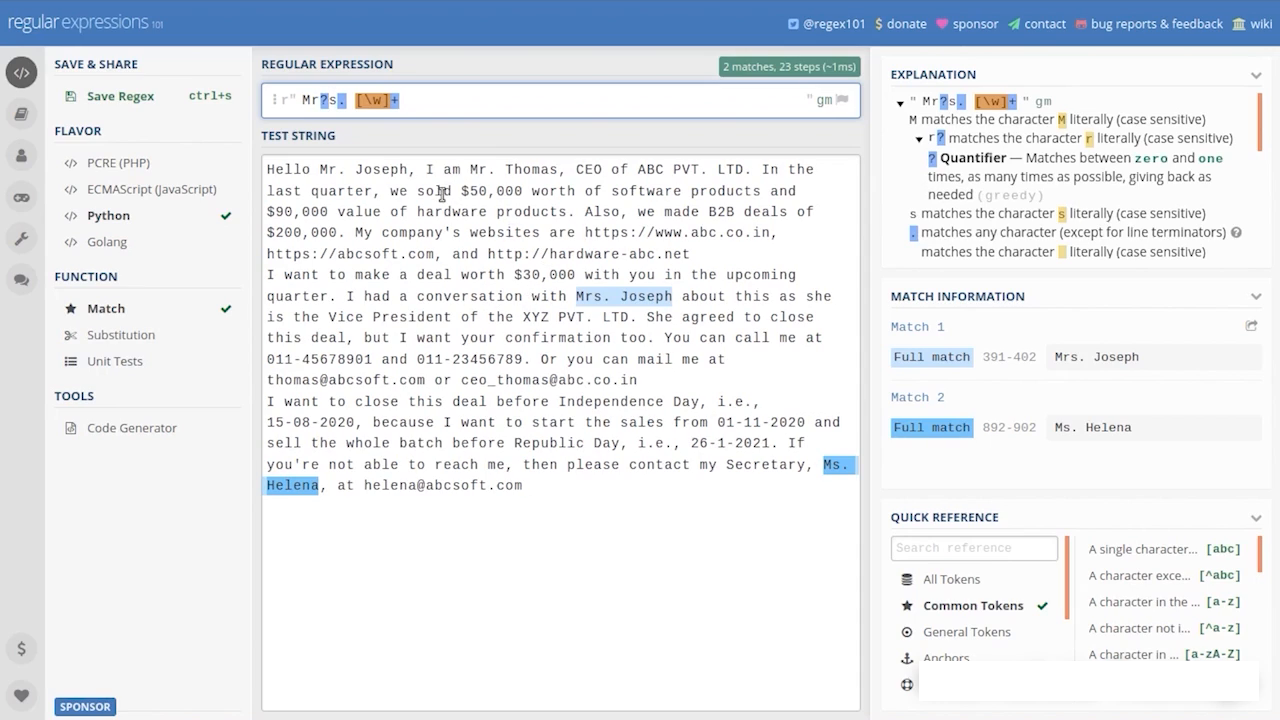 regular expressions 101
@regex101
$ donate
sponsor
contact
bug reports & feedback
wiki
SAVE & SHARE
Save Regex ctrl+s
FLAVOR
PCRE (PHP)
ECMAScript (JavaScript)
Python
Golang
FUNCTION
Match
Substitution
Unit Tests
TOOLS
Code Generator
SPONSOR
REGULAR EXPRESSION
2 matches, 23 steps (~1ms)
r" Mr?s. [\w]+ " gm
TEST STRING
Hello Mr. Joseph, I am Mr. Thomas, CEO of ABC PVT. LTD. In the
last quarter, we sold $50,000 worth of software products and
$90,000 value of hardware products. Also, we made B2B deals of
$200,000. My company's websites are https://www.abc.co.in,
https://abcsoft.com, and http://hardware-abc.net
I want to make a deal worth $30,000 with you in the upcoming
quarter. I had a conversation with Mrs. Joseph about this as she
is the Vice President of the XYZ PVT. LTD. She agreed to close
this deal, but I want your confirmation too. You can call me at
011-45678901 and 011-23456789. Or you can mail me at
thomas@abcsoft.com or ceo_thomas@abc.co.in
I want to close this deal before Independence Day, i.e.,
15-08-2020, because I want to start the sales from 01-11-2020 and
sell the whole batch before Republic Day, i.e., 26-1-2021. If
you're not able to reach me, then please contact my Secretary, Ms.
Helena, at helena@abcsoft.com
EXPLANATION
" Mr?s. [\w]+ " gm
M matches the character M literally (case sensitive)
r? matches the character r literally (case sensitive)
? Quantifier — Matches between zero and one
times, as many times as possible, giving back as
needed (greedy)
s matches the character s literally (case sensitive)
. matches any character (except for line terminators)
matches the character literally (case sensitive)
MATCH INFORMATION
Match 1
Full match 391-402 Mrs. Joseph
Match 2
Full match 892-902 Ms. Helena
QUICK REFERENCE
Search reference
All Tokens
Common Tokens
General Tokens
Anchors
A single character... [abc]
A character exce... [^abc]
A character in the ... [a-z]
A character not i... [^a-z]
A character in ... [a-zA-Z]